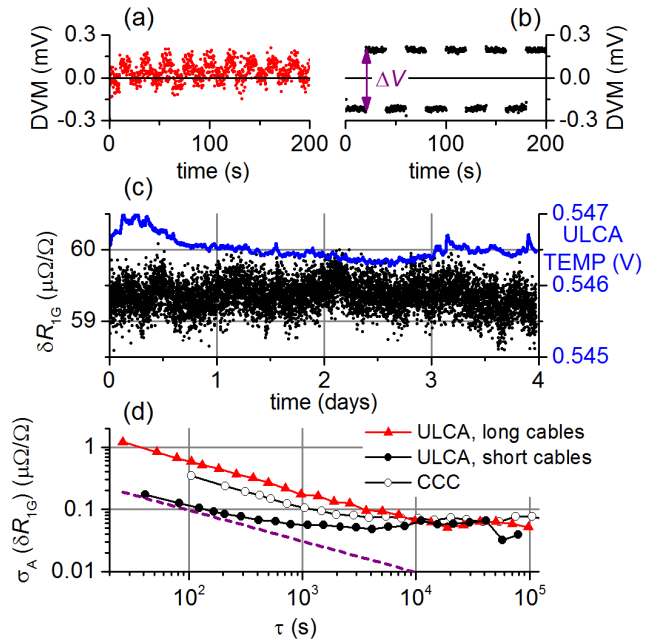 (a)
(b)
DVM (mV)
0.3
0.0
-0.3
0
100
200
time (s)
ΔV
0
100
200
time (s)
0.3
0.0
-0.3
DVM (mV)
(c)
δR1G (μΩ/Ω)
60
59
0
1
2
3
4
time (days)
0.547
ULCA
TEMP (V)
0.546
0.545
(d)
σA (δR1G) (μΩ/Ω)
1
0.1
0.01
10²
10³
10⁴
10⁵
τ (s)
ULCA, long cables
ULCA, short cables
CCC